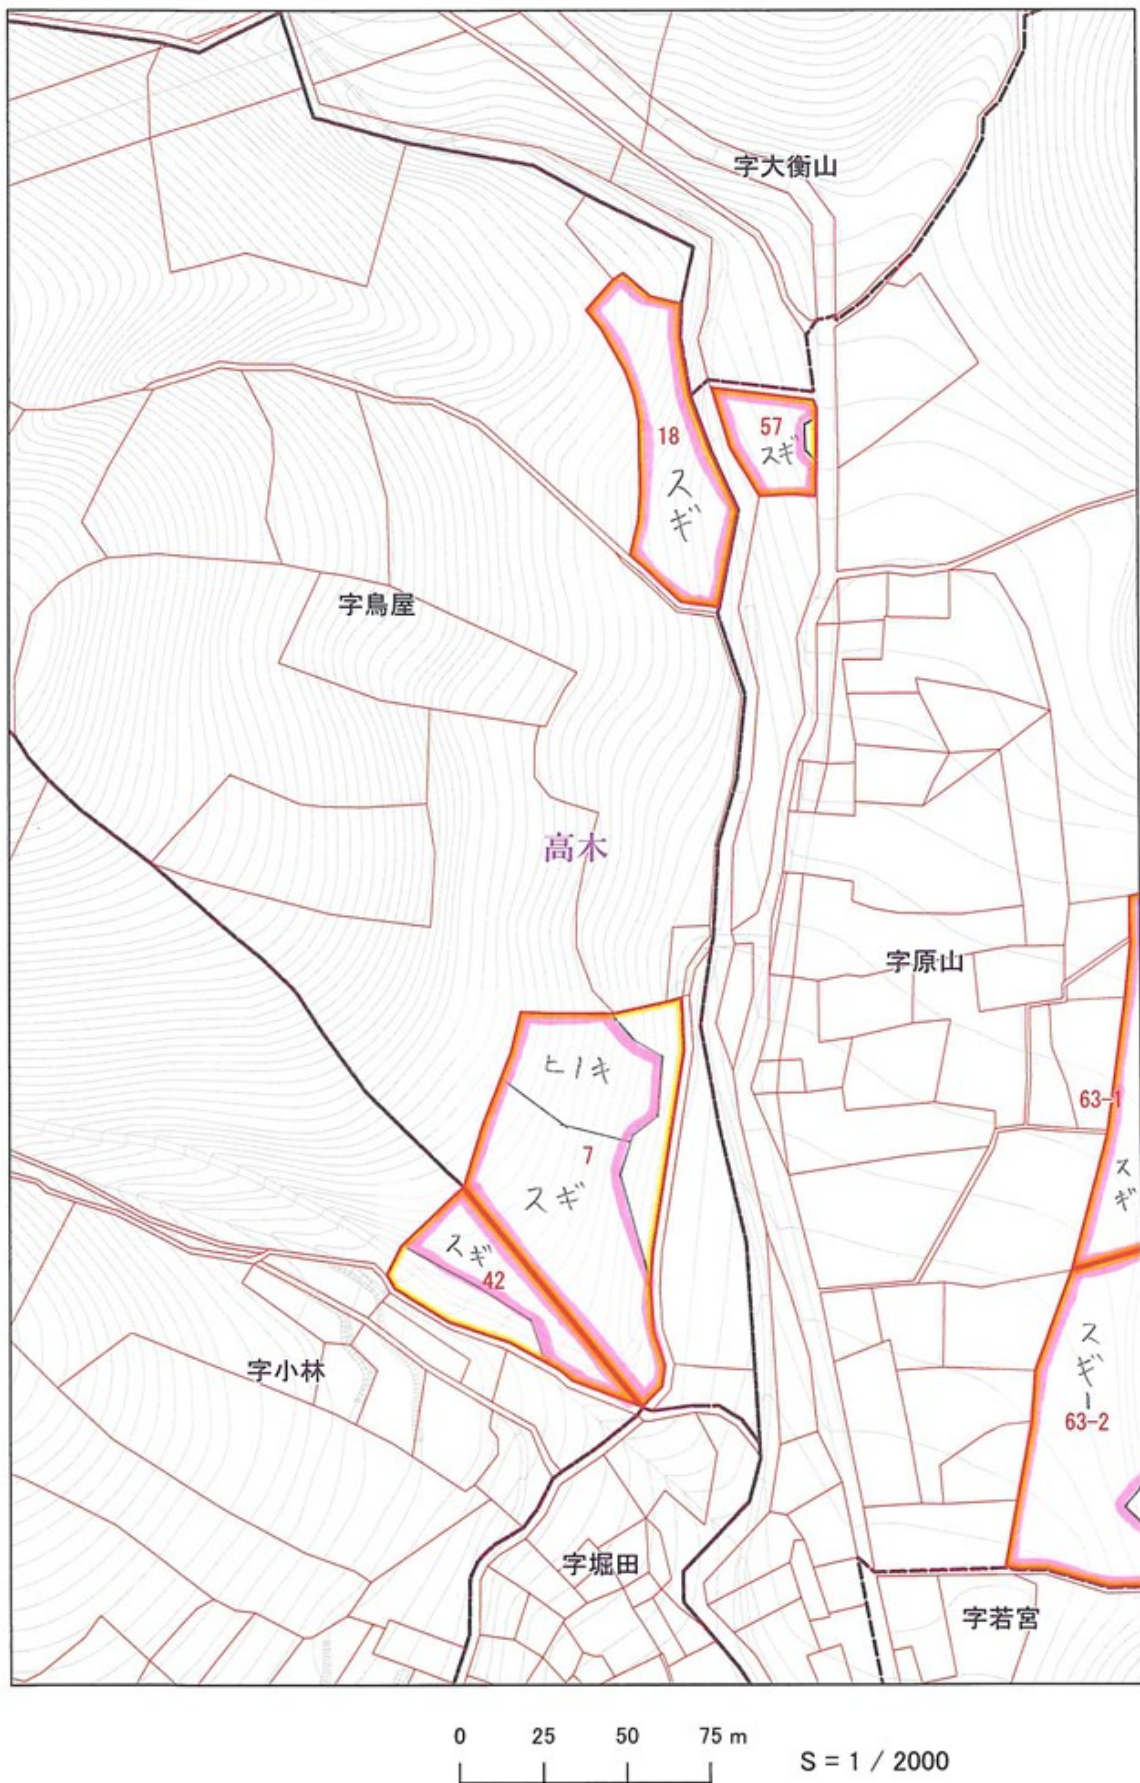 字大衡山
57
スギ
18
スギ
字鳥屋
高木
字原山
ヒノキ
63-1
7
スギ
スギ
スギ
42
字小林
スギー
63-2
字堀田
字若宮
0 25 50 75 m
S = 1 / 2000